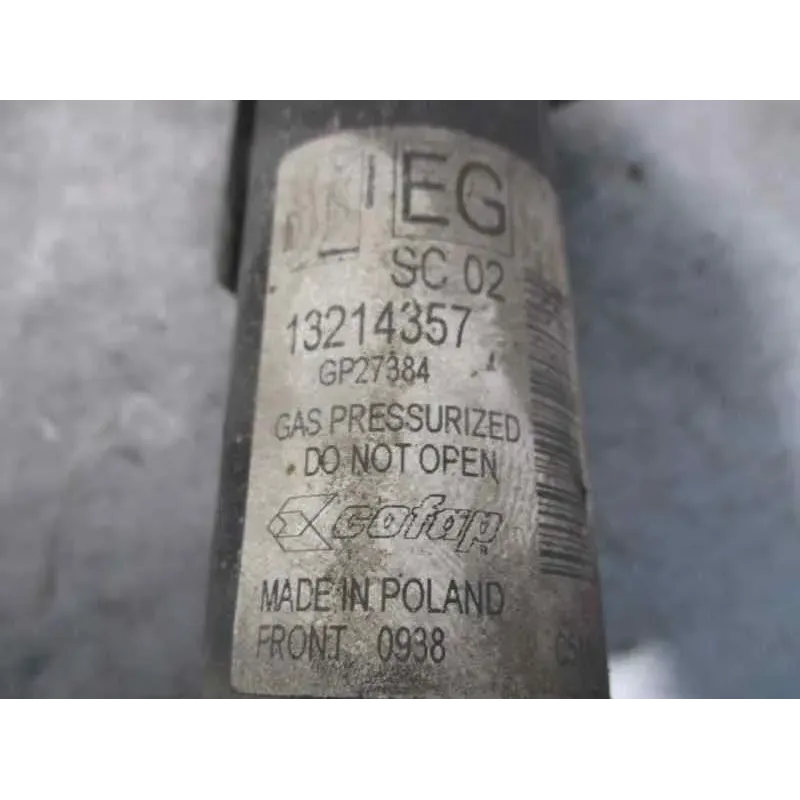 EG
SC 02
13214357
GP27384
GAS PRESSURIZED
DO NOT OPEN
cofap
MADE IN POLAND
FRONT 0938